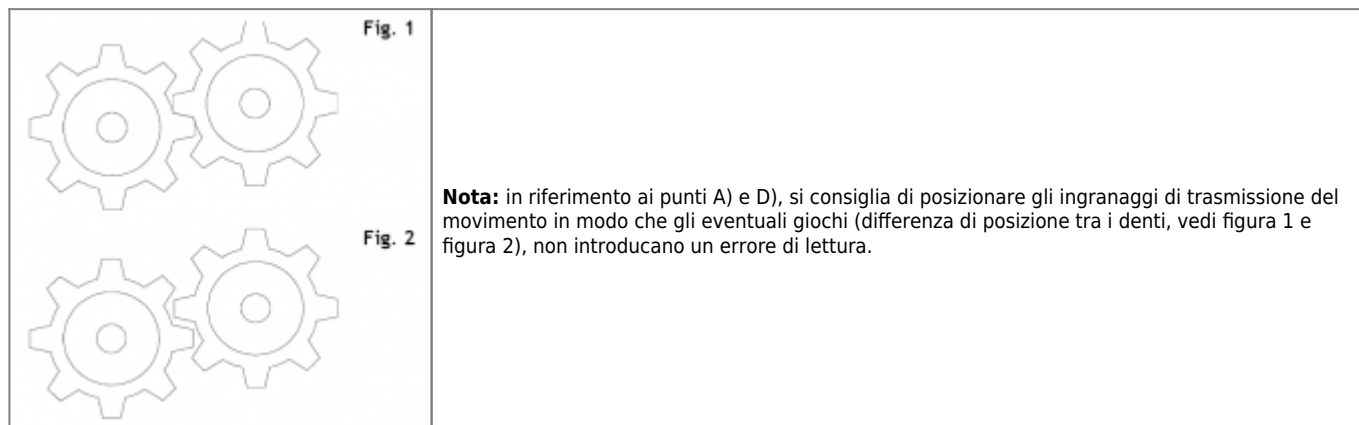 Fig. 1
Nota: in riferimento ai punti A) e D), si consiglia di posizionare gli ingranaggi di trasmissione del
movimento in modo che gli eventuali giochi (differenza di posizione tra i denti, vedi figura 1 e
figura 2), non introducano un errore di lettura.
Fig. 2